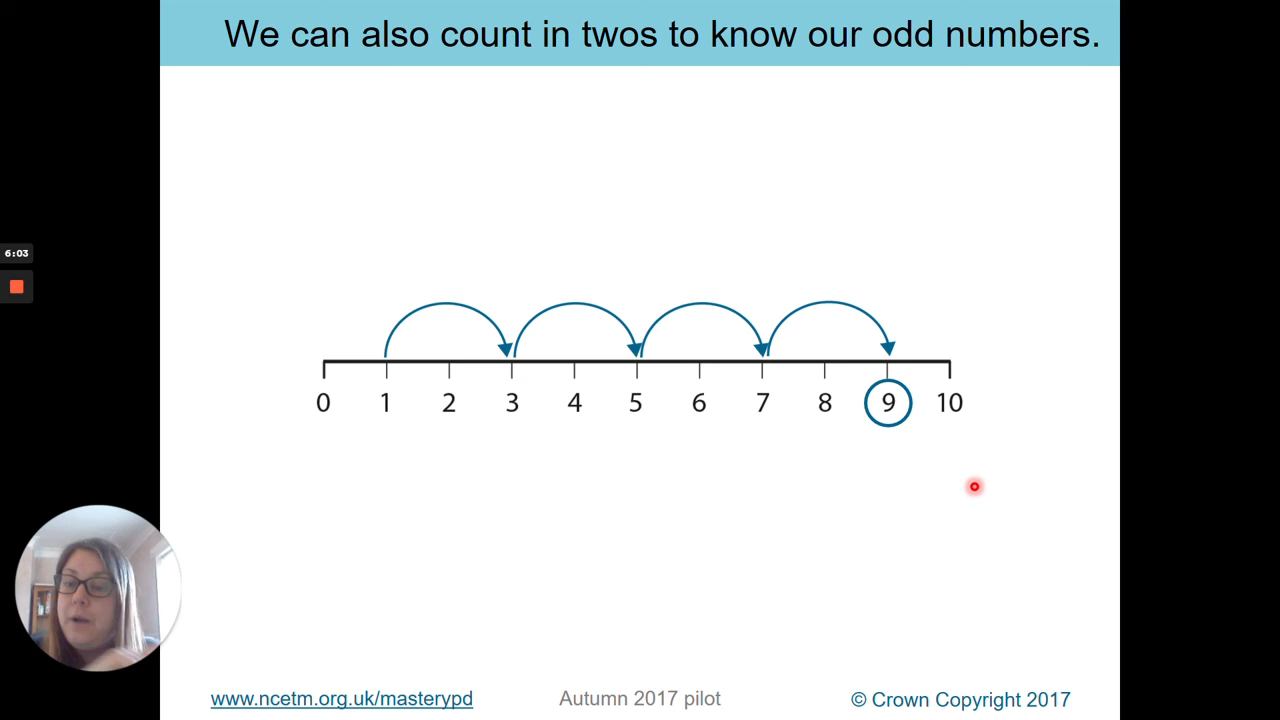 We can also count in twos to know our odd numbers.
6:03
0 1 2 3 4 5 6 7 8 9 10
www.ncetm.org.uk/masterypd Autumn 2017 pilot © Crown Copyright 2017